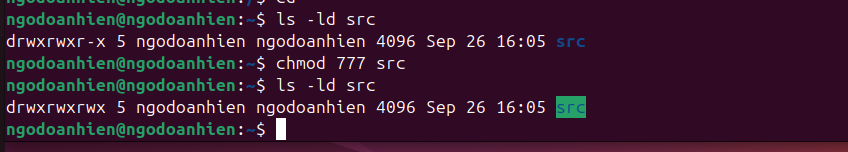 ngodoanhien@ngodoanhien:~$ ls -ld src
drwxrwxr-x 5 ngodoanhien ngodoanhien 4096 Sep 26 16:05 src
ngodoanhien@ngodoanhien:~$ chmod 777 src
ngodoanhien@ngodoanhien:~$ ls -ld src
drwxrwxrwx 5 ngodoanhien ngodoanhien 4096 Sep 26 16:05 src
ngodoanhien@ngodoanhien:~$